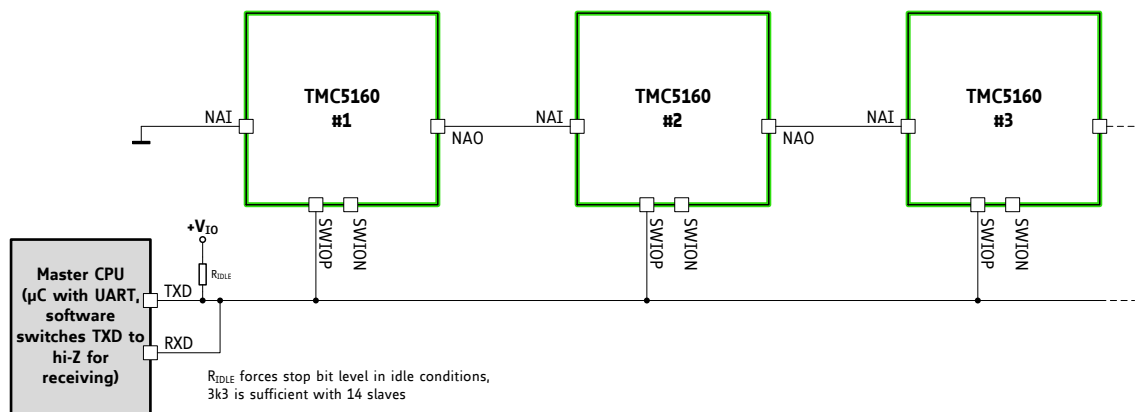 TMC5160
#1
TMC5160
#2
TMC5160
#3
NAI
NAO
NAI
NAO
NAI
SWIOP
SWION
SWIOP
SWION
SWIOP
SWION
+VIO
RIDLE
Master CPU
(µC with UART,
software
switches TXD to
hi-Z for
receiving)
TXD
RXD
RIDLE forces stop bit level in idle conditions,
3k3 is sufficient with 14 slaves